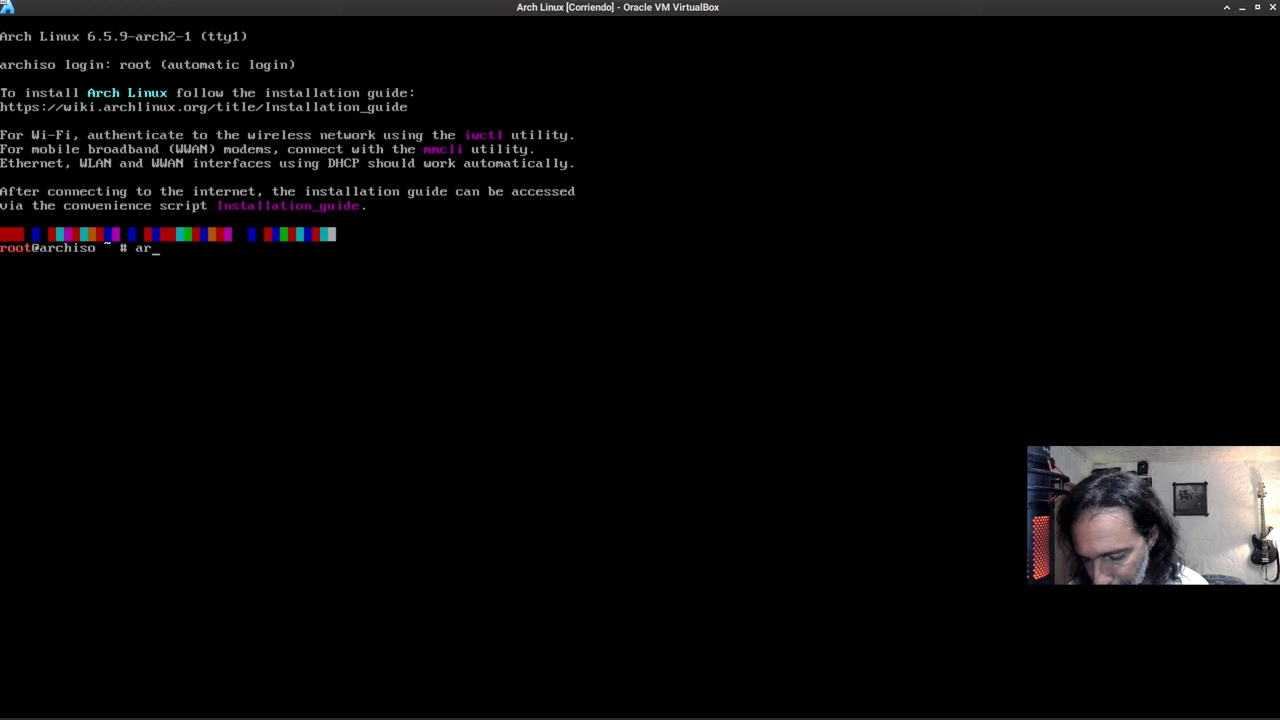 Arch Linux [Corriendo] - Oracle VM VirtualBox
Arch Linux 6.5.9-arch2-1 (tty1)
archiso login: root (automatic login)
To install Arch Linux follow the installation guide:
https://wiki.archlinux.org/title/Installation_guide
For Wi-Fi, authenticate to the wireless network using the iwctl utility.
For mobile broadband (WWAN) modems, connect with the mmcli utility.
Ethernet, WLAN and WWAN interfaces using DHCP should work automatically.
After connecting to the internet, the installation guide can be accessed
via the convenience script Installation_guide.
root@archiso ~ # ar_